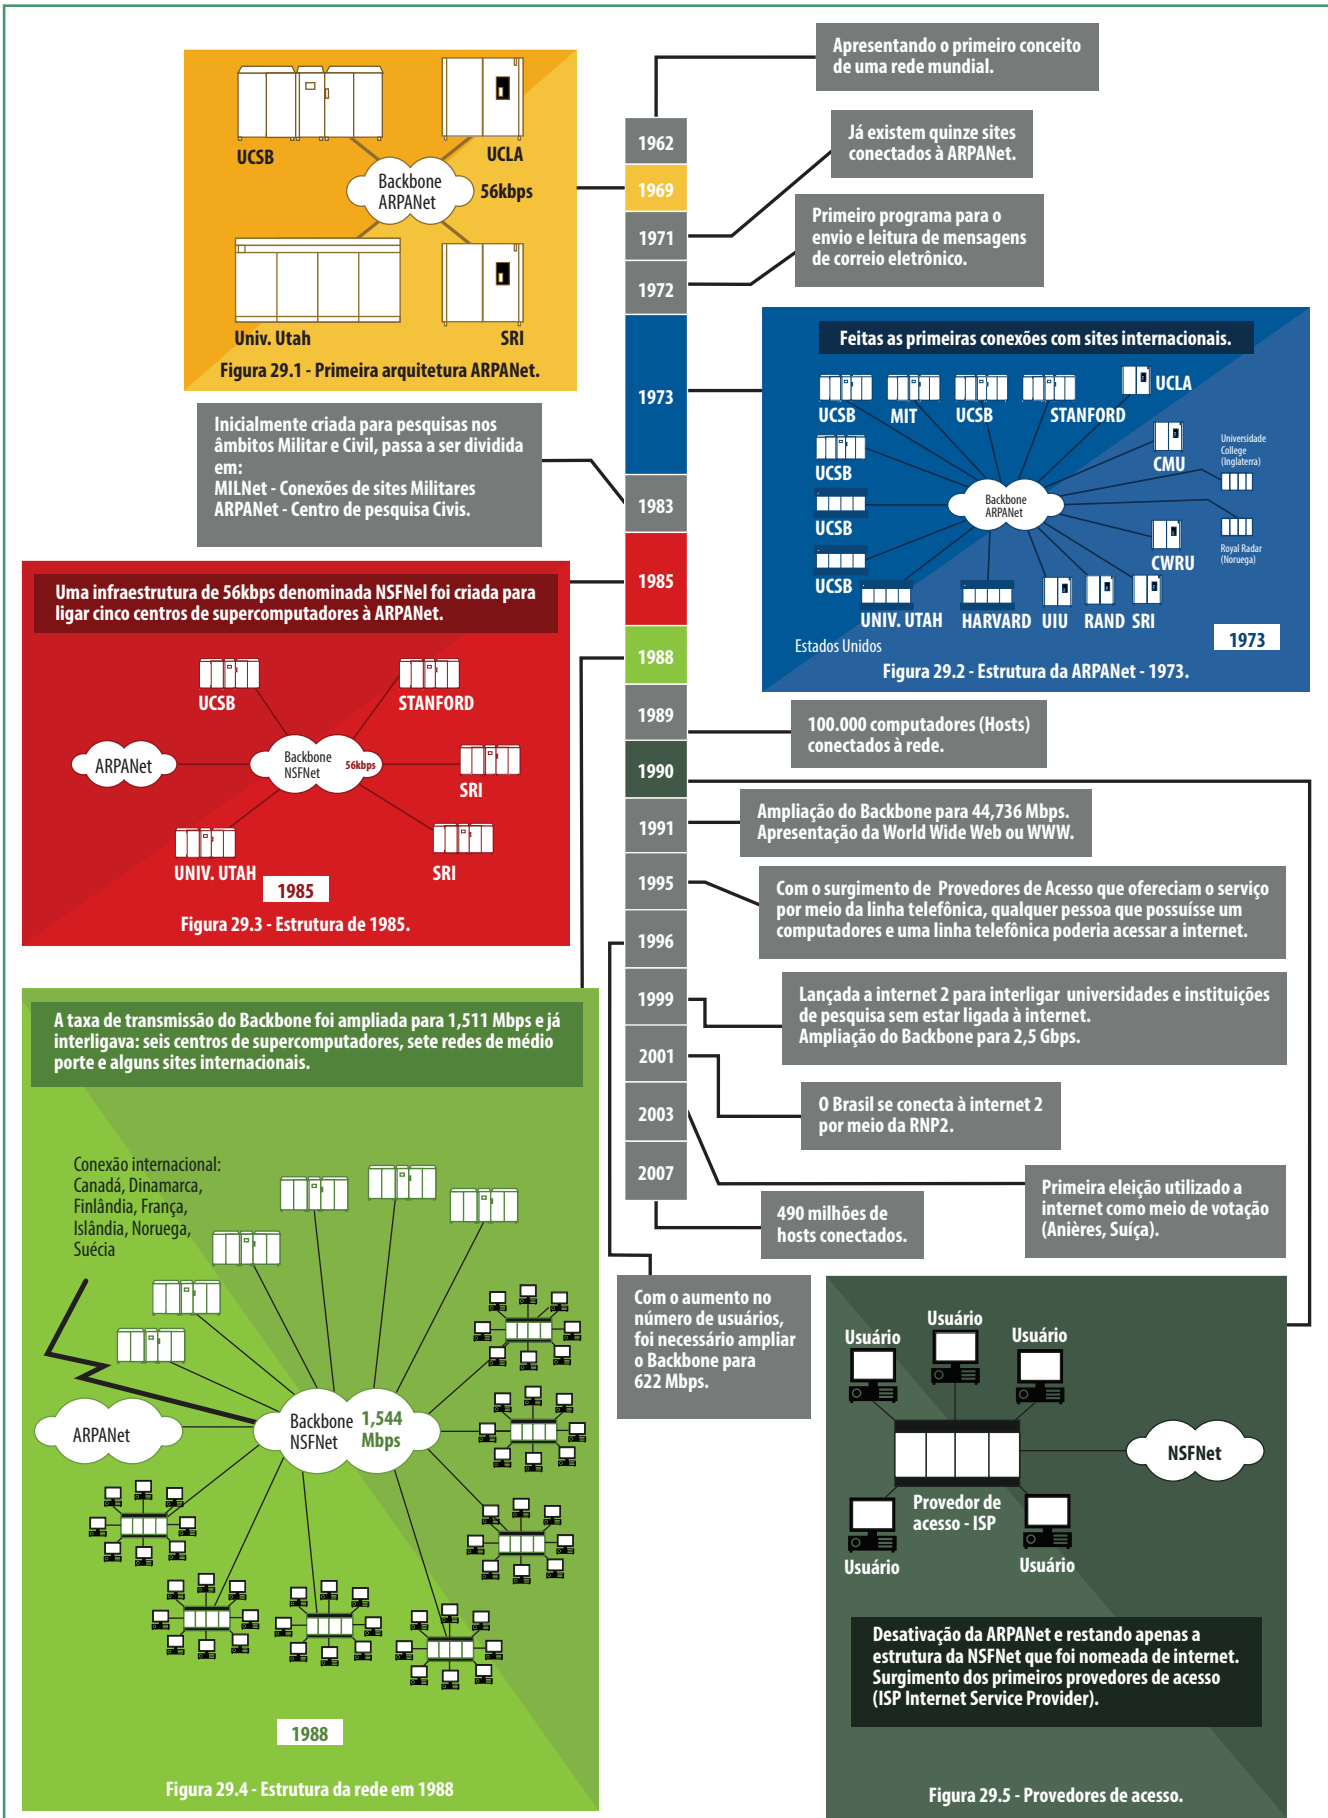 Apresentando o primeiro conceito
de uma rede mundial.
1962
UCSB
UCLA
Backbone
ARPANet
56kbps
Univ. Utah
SRI
Figura 29.1 - Primeira arquitetura ARPANet.
1969
Já existem quinze sites
conectados à ARPANet.
1971
Primeiro programa para o
envio e leitura de mensagens
de correio eletrônico.
1972
1973
Feitas as primeiras conexões com sites internacionais.
UCSB
MIT
UCSB
STANFORD
UCLA
UCSB
CMU
Universidade
College
(Inglaterra)
Backbone
ARPANet
UCSB
CWRU
Royal Radar
(Noruega)
UCSB
UNIV. UTAH
HARVARD
UIU
RAND
SRI
Estados Unidos
1973
Figura 29.2 - Estrutura da ARPANet - 1973.
Inicialmente criada para pesquisas nos
âmbitos Militar e Civil, passa a ser dividida
em:
MILNet - Conexões de sites Militares
ARPANet - Centro de pesquisa Civis.
1983
1985
Uma infraestrutura de 56kbps denominada NSFNel foi criada para
ligar cinco centros de supercomputadores à ARPANet.
UCSB
STANFORD
ARPANet
Backbone
NSFNet
56kbps
SRI
UNIV. UTAH
SRI
1985
Figura 29.3 - Estrutura de 1985.
1988
1989
100.000 computadores (Hosts)
conectados à rede.
1990
1991
Ampliação do Backbone para 44,736 Mbps.
Apresentação da World Wide Web ou WWW.
1995
Com o surgimento de Provedores de Acesso que ofereciam o serviço
por meio da linha telefônica, qualquer pessoa que possuísse um
computadores e uma linha telefônica poderia acessar a internet.
1996
1999
Lançada a internet 2 para interligar universidades e instituições
de pesquisa sem estar ligada à internet.
Ampliação do Backbone para 2,5 Gbps.
2001
O Brasil se conecta à internet 2
por meio da RNP2.
2003
Primeira eleição utilizado a
internet como meio de votação
(Anières, Suíça).
2007
490 milhões de
hosts conectados.
Com o aumento no
número de usuários,
foi necessário ampliar
o Backbone para
622 Mbps.
A taxa de transmissão do Backbone foi ampliada para 1,511 Mbps e já
interligava: seis centros de supercomputadores, sete redes de médio
porte e alguns sites internacionais.
Conexão internacional:
Canadá, Dinamarca,
Finlândia, França,
Islândia, Noruega,
Suécia
ARPANet
Backbone
NSFNet
1,544
Mbps
1988
Figura 29.4 - Estrutura da rede em 1988
Usuário
Usuário
Usuário
NSFNet
Provedor de
acesso - ISP
Usuário
Usuário
Desativação da ARPANet e restando apenas a
estrutura da NSFNet que foi nomeada de internet.
Surgimento dos primeiros provedores de acesso
(ISP Internet Service Provider).
Figura 29.5 - Provedores de acesso.